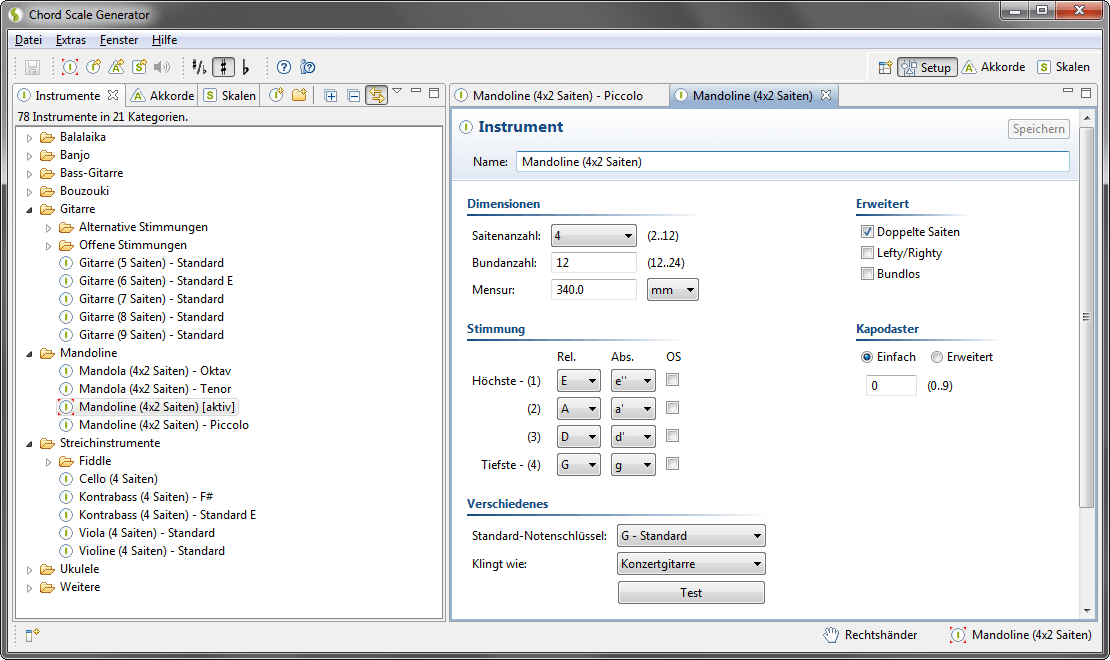 Chord Scale Generator
Datei Extras Fenster Hilfe
Setup Akkorde Skalen
Instrumente Akkorde Skalen
78 Instrumente in 21 Kategorien.
Balalaika
Banjo
Bass-Gitarre
Bouzouki
Gitarre
Alternative Stimmungen
Offene Stimmungen
Gitarre (5 Saiten) - Standard
Gitarre (6 Saiten) - Standard E
Gitarre (7 Saiten) - Standard
Gitarre (8 Saiten) - Standard
Gitarre (9 Saiten) - Standard
Mandoline
Mandola (4x2 Saiten) - Oktav
Mandola (4x2 Saiten) - Tenor
Mandoline (4x2 Saiten) [aktiv]
Mandoline (4x2 Saiten) - Piccolo
Streichinstrumente
Fiddle
Cello (4 Saiten)
Kontrabass (4 Saiten) - F#
Kontrabass (4 Saiten) - Standard E
Viola (4 Saiten) - Standard
Violine (4 Saiten) - Standard
Ukulele
Weitere
Mandoline (4x2 Saiten) - Piccolo Mandoline (4x2 Saiten)
Instrument Speichern
Name: Mandoline (4x2 Saiten)
Dimensionen
Saitenanzahl: 4 (2..12)
Bundanzahl: 12 (12..24)
Mensur: 340.0 mm
Erweitert
Doppelte Saiten
Lefty/Righty
Bundlos
Stimmung
Rel. Abs. OS
Höchste - (1) E e''
(2) A a'
(3) D d'
Tiefste - (4) G g
Kapodaster
Einfach Erweitert
0 (0..9)
Verschiedenes
Standard-Notenschlüssel: G - Standard
Klingt wie: Konzertgitarre
Test
Rechtshänder Mandoline (4x2 Saiten)